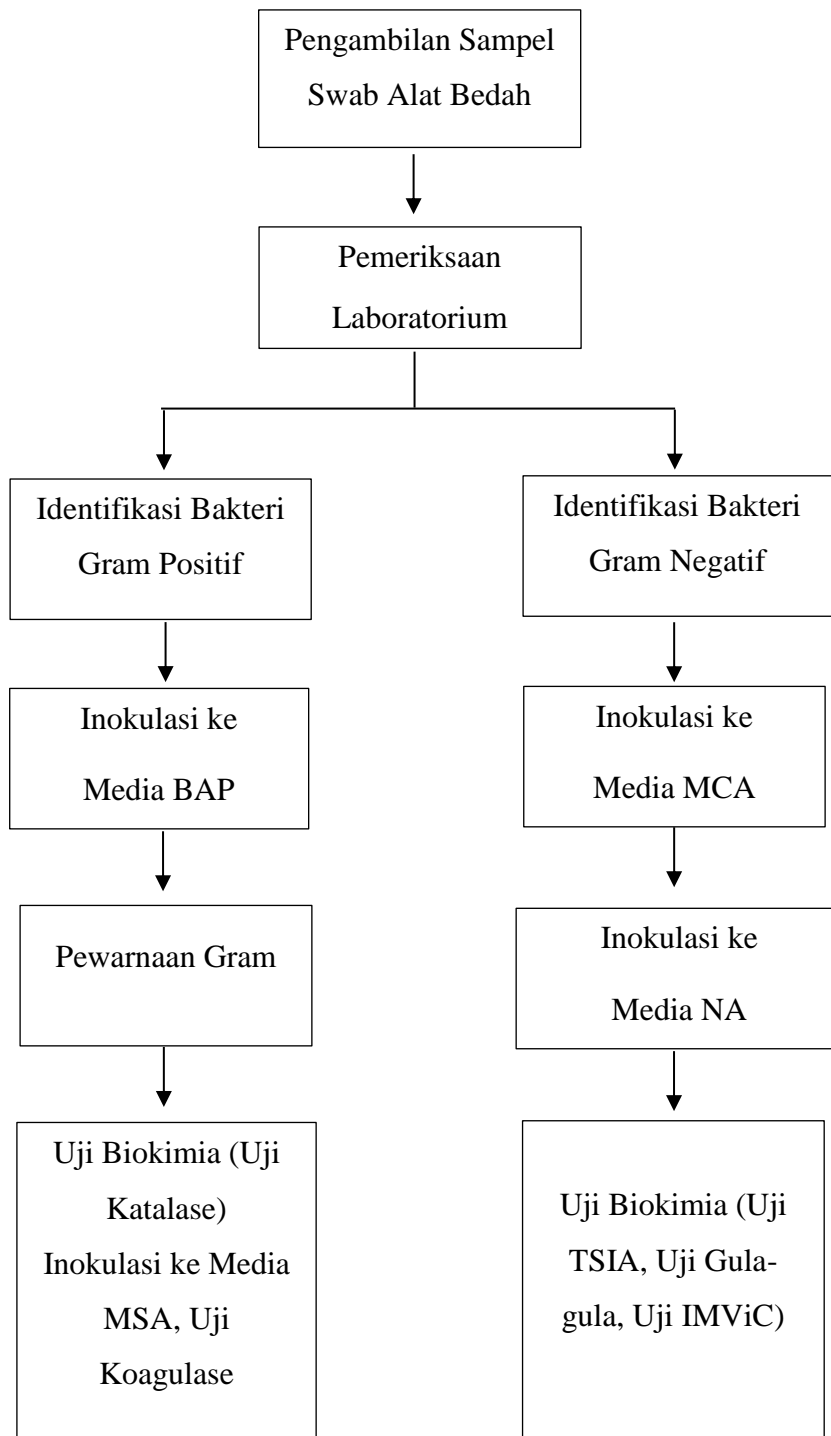 Pengambilan Sampel
Swab Alat Bedah
Pemeriksaan
Laboratorium
Identifikasi Bakteri
Gram Positif
Identifikasi Bakteri
Gram Negatif
Inokulasi ke
Media BAP
Inokulasi ke
Media MCA
Pewarnaan Gram
Inokulasi ke
Media NA
Uji Biokimia (Uji
Katalase)
Inokulasi ke Media
MSA, Uji
Koagulase
Uji Biokimia (Uji
TSIA, Uji Gula-
gula, Uji IMViC)